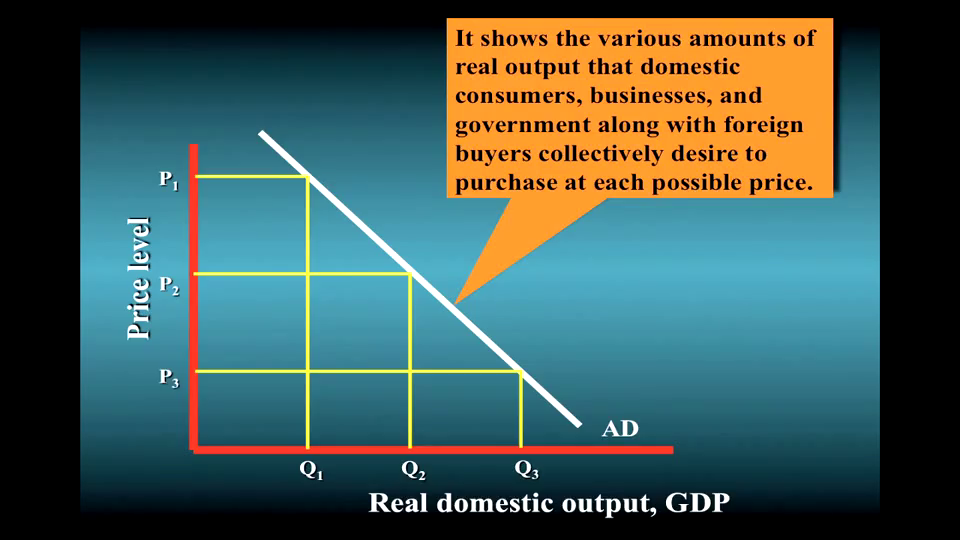 It shows the various amounts of
real output that domestic
consumers, businesses, and
government along with foreign
buyers collectively desire to
purchase at each possible price.
P1
P2
P3
Price level
AD
Q1 Q2 Q3
Real domestic output, GDP